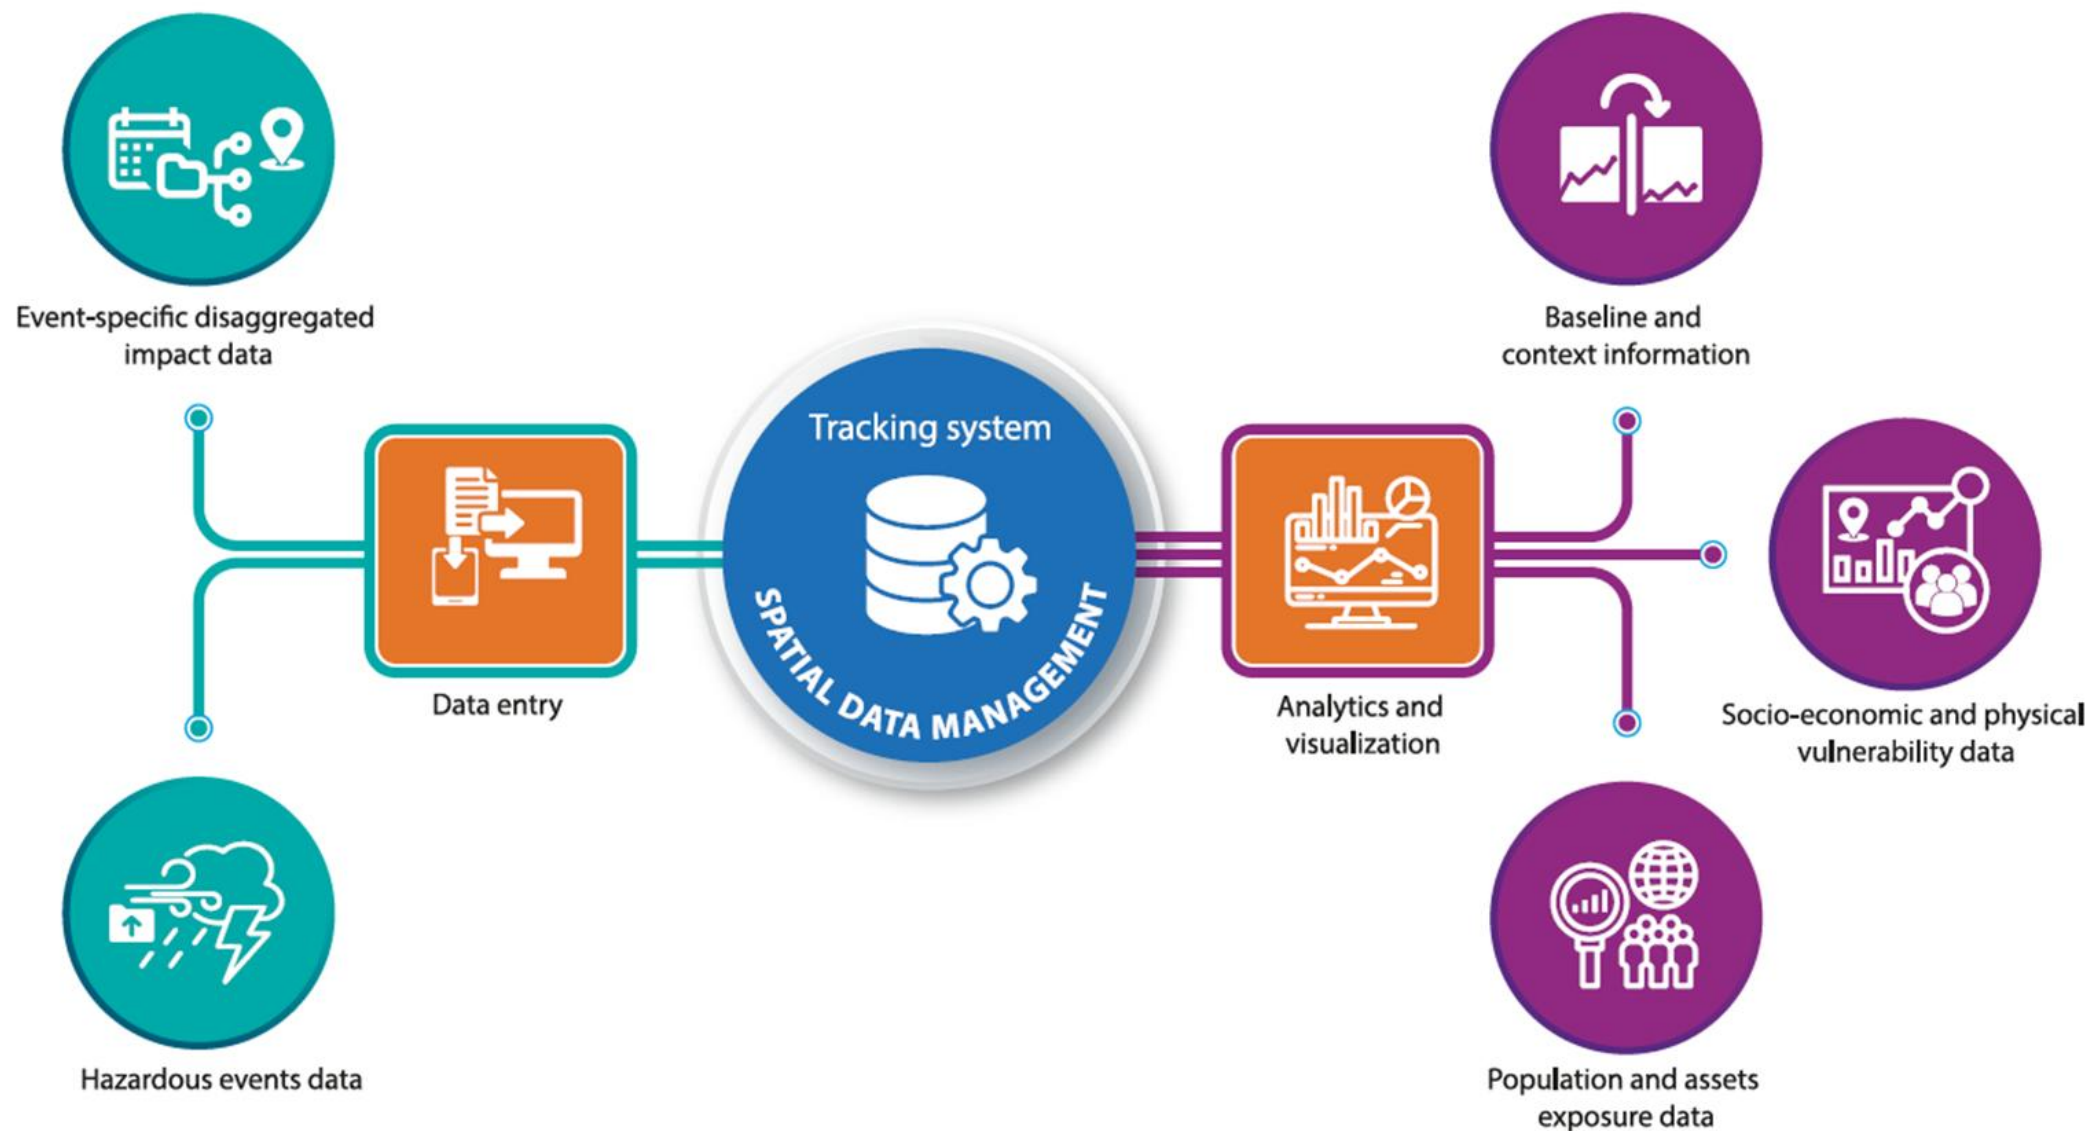 Event-specific disaggregated
impact data
Hazardous events data
Data entry
Tracking system
SPATIAL DATA MANAGEMENT
Analytics and
visualization
Baseline and
context information
Socio-economic and physical
vulnerability data
Population and assets
exposure data